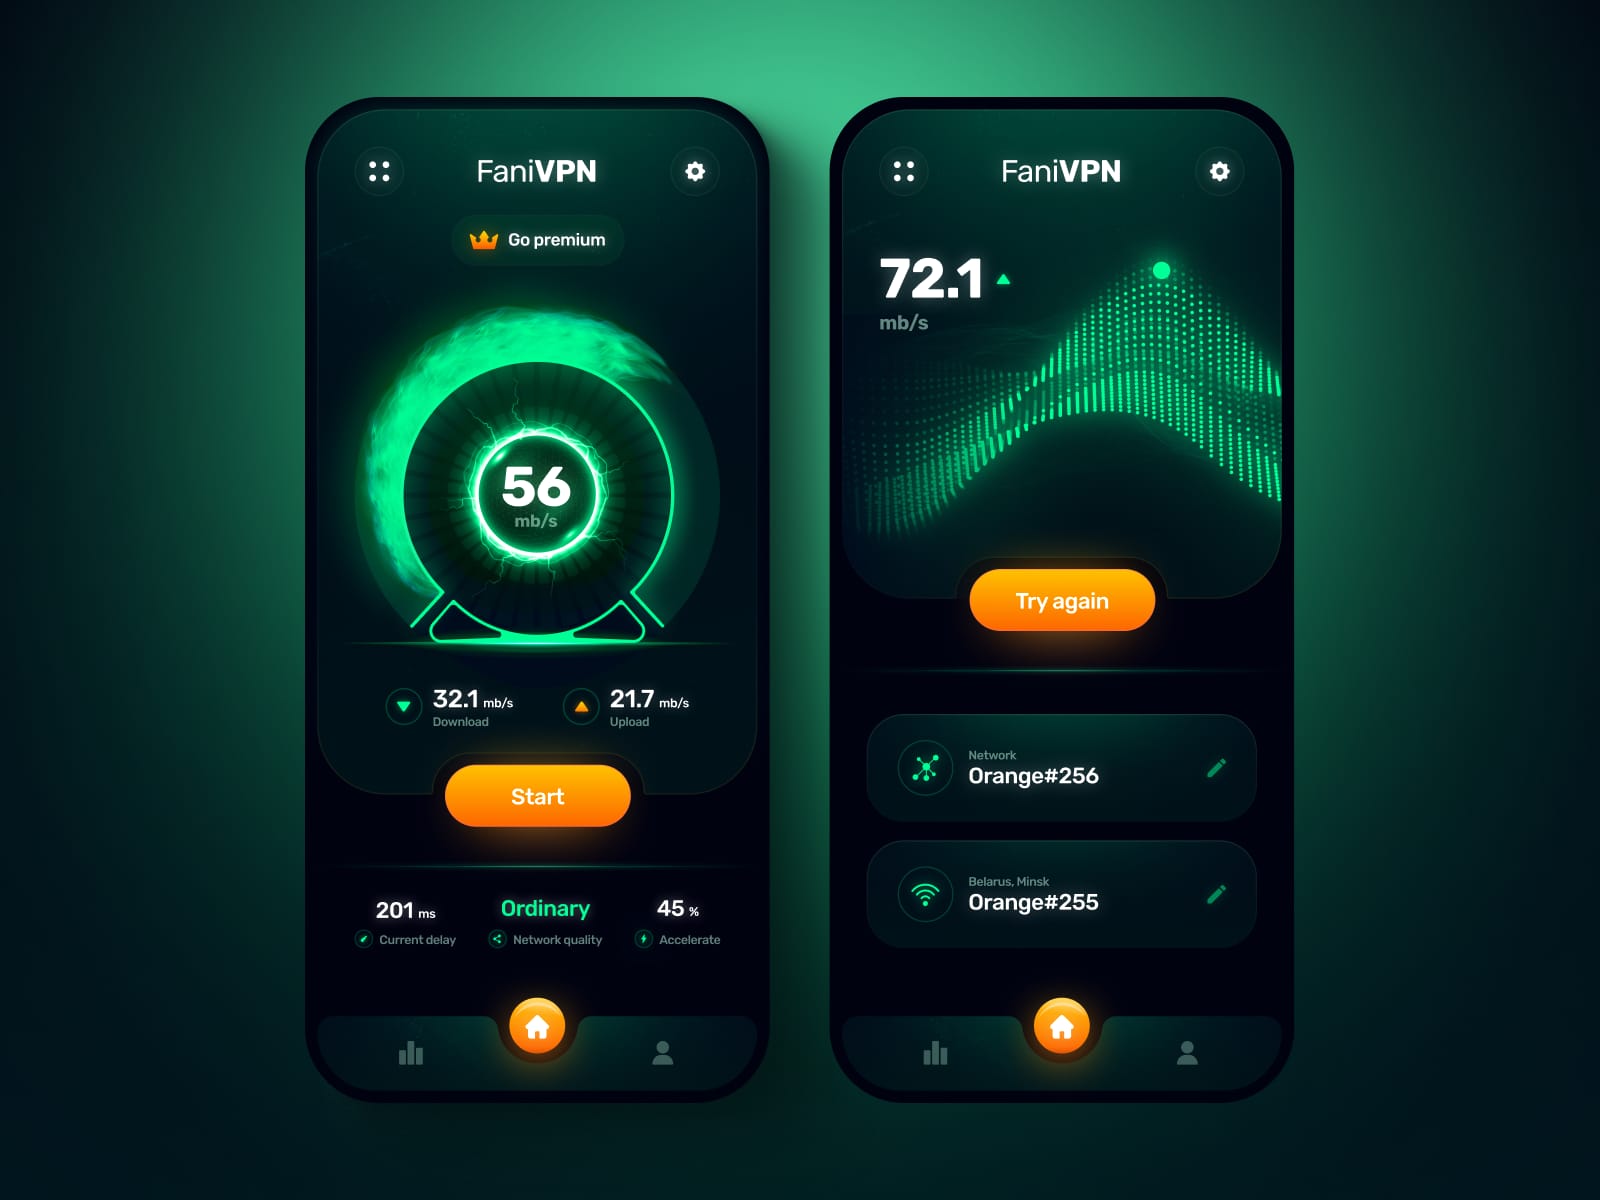 FaniVPN
Go premium
56
mb/s
32.1 mb/s
Download
21.7 mb/s
Upload
Start
201 ms
Current delay
Ordinary
Network quality
45 %
Accelerate
FaniVPN
72.1
mb/s
Try again
Network
Orange#256
Belarus, Minsk
Orange#255